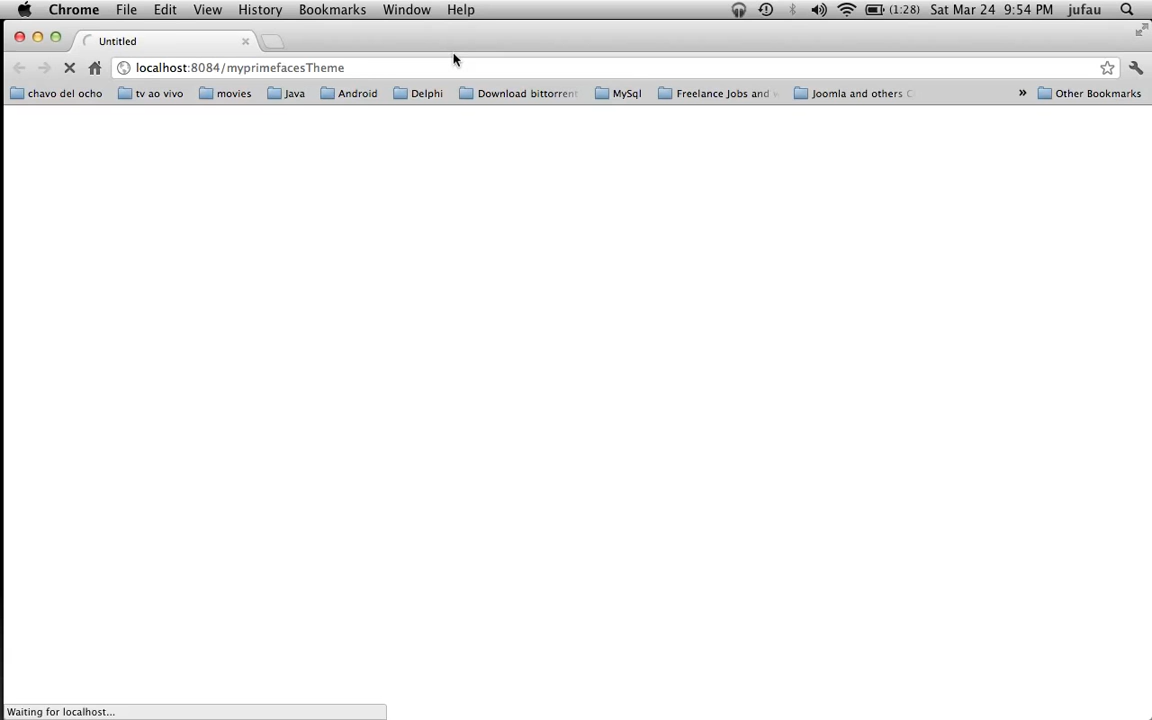 Chrome File Edit View History Bookmarks Window Help (1:28) Sat Mar 24 9:54 PM jufau
Untitled
localhost:8084/myprimefacesTheme
chavo del ocho tv ao vivo movies Java Android Delphi Download bittorrent MySql Freelance Jobs and Joomla and others » Other Bookmarks
Waiting for localhost...